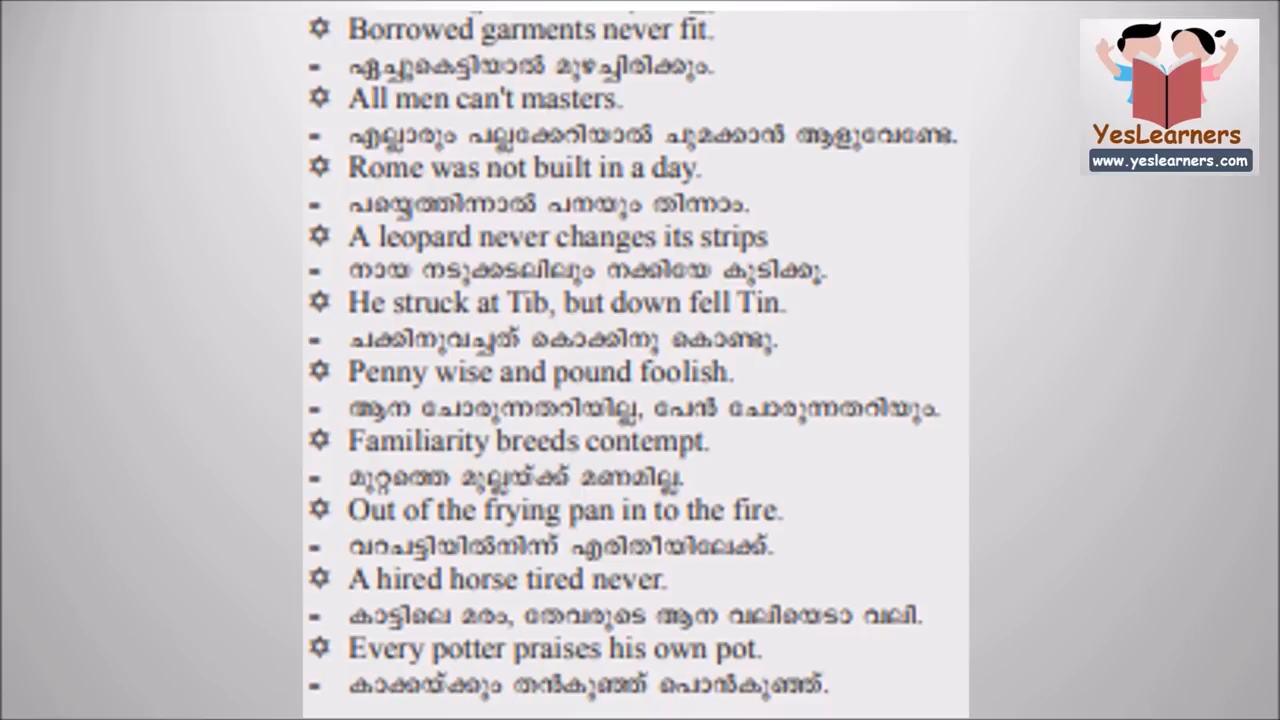 Borrowed garments never fit.
- ഏച്ചുകെട്ടിയാൽ മുഴച്ചിരിക്കും.
All men can't masters.
- എല്ലാരും പല്ലക്കേറിയാൽ ചുമക്കാൻ ആളുവേണ്ടേ.
Rome was not built in a day.
- പയ്യെത്തിന്നാൽ പനയും തിന്നാം.
A leopard never changes its strips
- നായ നടുക്കടലിലും നക്കിയേ കുടിക്കൂ.
He struck at Tib, but down fell Tin.
- ചക്കിനുവച്ചത് കൊക്കിനു കൊണ്ടു.
Penny wise and pound foolish.
- ആന ചോരുന്നതറിയില്ല, പേൻ ചോരുന്നതറിയും.
Familiarity breeds contempt.
- മുറ്റത്തെ മുല്ലയ്ക്ക് മണമില്ല.
Out of the frying pan in to the fire.
- വറചട്ടിയിൽനിന്ന് എരിതീയിലേക്ക്.
A hired horse tired never.
- കാട്ടിലെ മരം, തേവരുടെ ആന വലിയെടാ വലി.
Every potter praises his own pot.
- കാക്കയ്ക്കും തൻകുഞ്ഞ് പൊൻകുഞ്ഞ്.
YesLearners
www.yeslearners.com